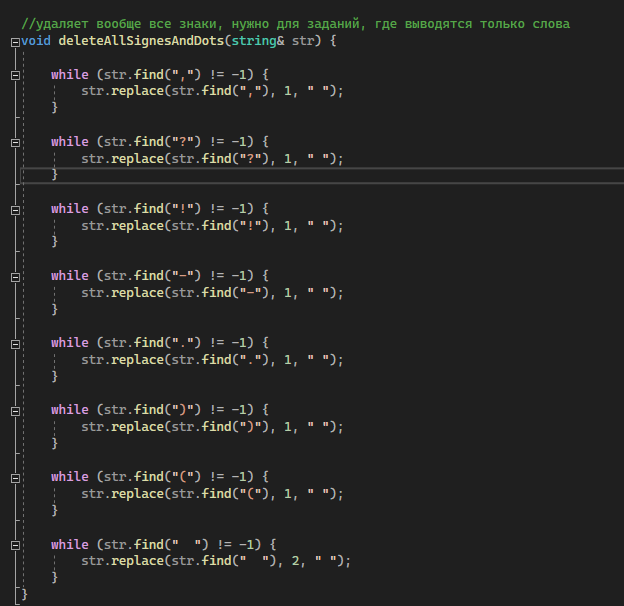 //удаляет вообще все знаки, нужно для заданий, где выводятся только слова
void deleteAllSignesAndDots(string& str) {
while (str.find(",") != -1) {
str.replace(str.find(","), 1, " ");
}
while (str.find("?") != -1) {
str.replace(str.find("?"), 1, " ");
}
while (str.find("!") != -1) {
str.replace(str.find("!"), 1, " ");
}
while (str.find("-") != -1) {
str.replace(str.find("-"), 1, " ");
}
while (str.find(".") != -1) {
str.replace(str.find("."), 1, " ");
}
while (str.find(")") != -1) {
str.replace(str.find(")"), 1, " ");
}
while (str.find("(") != -1) {
str.replace(str.find("("), 1, " ");
}
while (str.find("  ") != -1) {
str.replace(str.find("  "), 2, " ");
}
}